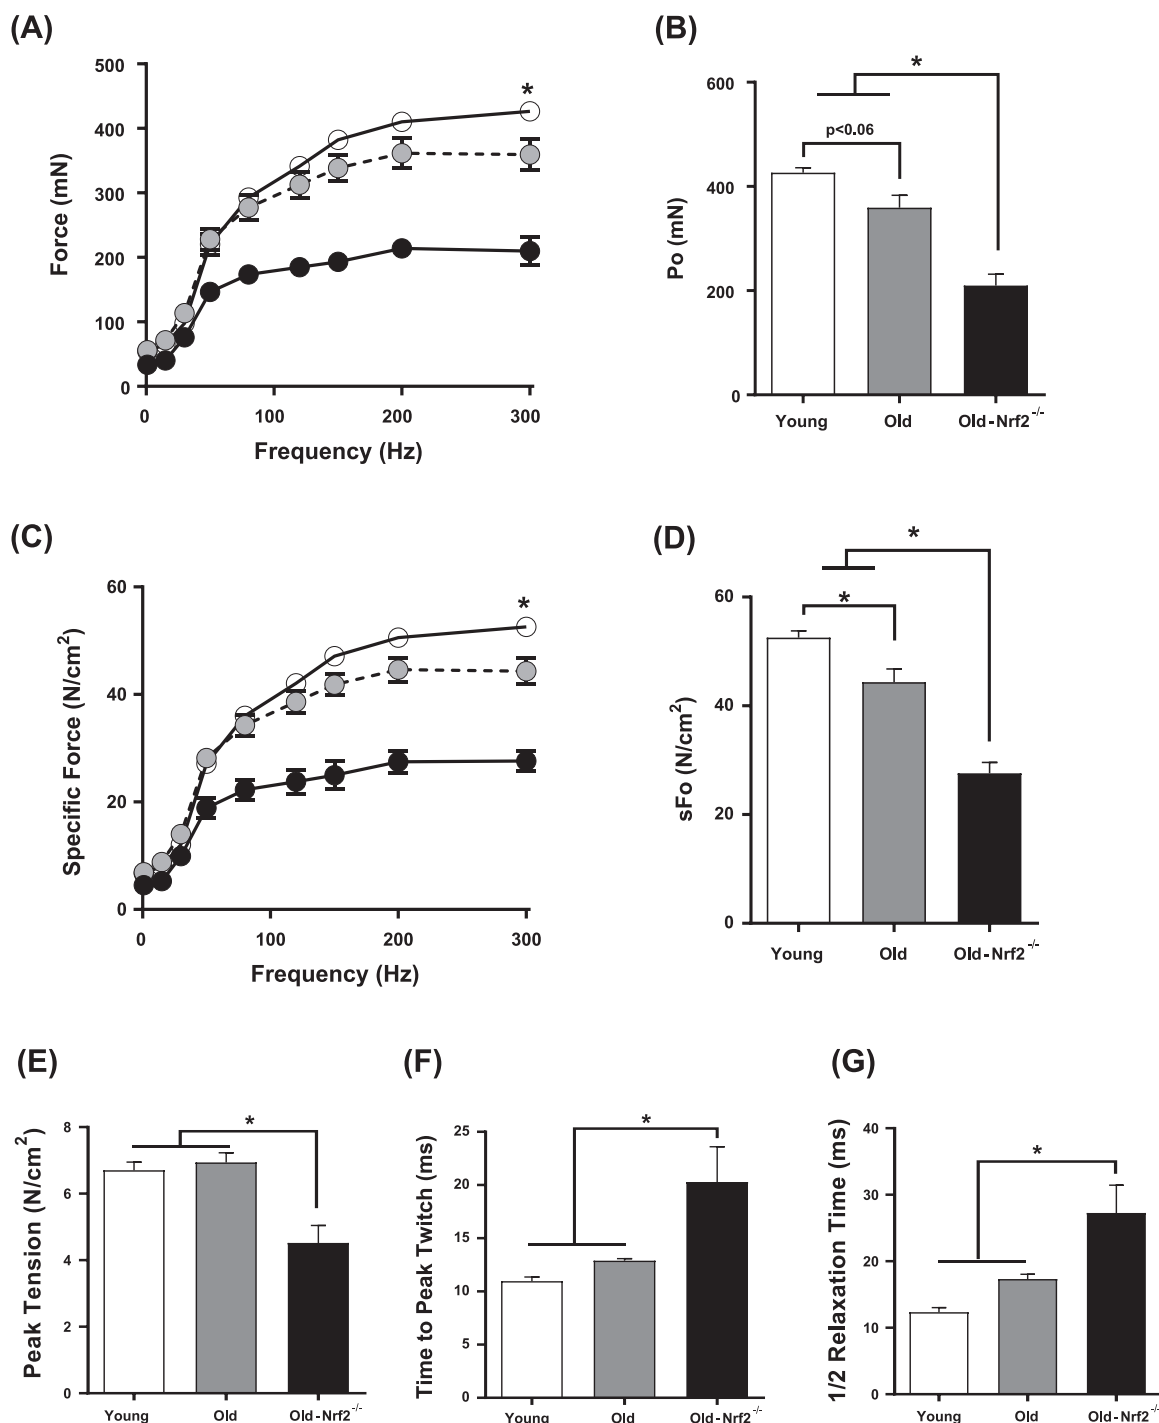 (A)
500
400
300
200
100
0
Force (mN)
*
0 100 200 300
Frequency (Hz)
(B)
*
p<0.06
600
400
200
0
Po (mN)
Young Old Old-Nrf2-/-
(C)
60
40
20
0
Specific Force (N/cm2)
*
0 100 200 300
Frequency (Hz)
(D)
*
*
60
40
20
0
sFo (N/cm2)
Young Old Old-Nrf2-/-
(E)
*
8
6
4
2
0
Peak Tension (N/cm2)
Young Old Old-Nrf2-/-
(F)
*
25
20
15
10
5
0
Time to Peak Twitch (ms)
Young Old Old-Nrf2-/-
(G)
*
40
30
20
10
0
1/2 Relaxation Time (ms)
Young Old Old-Nrf2-/-